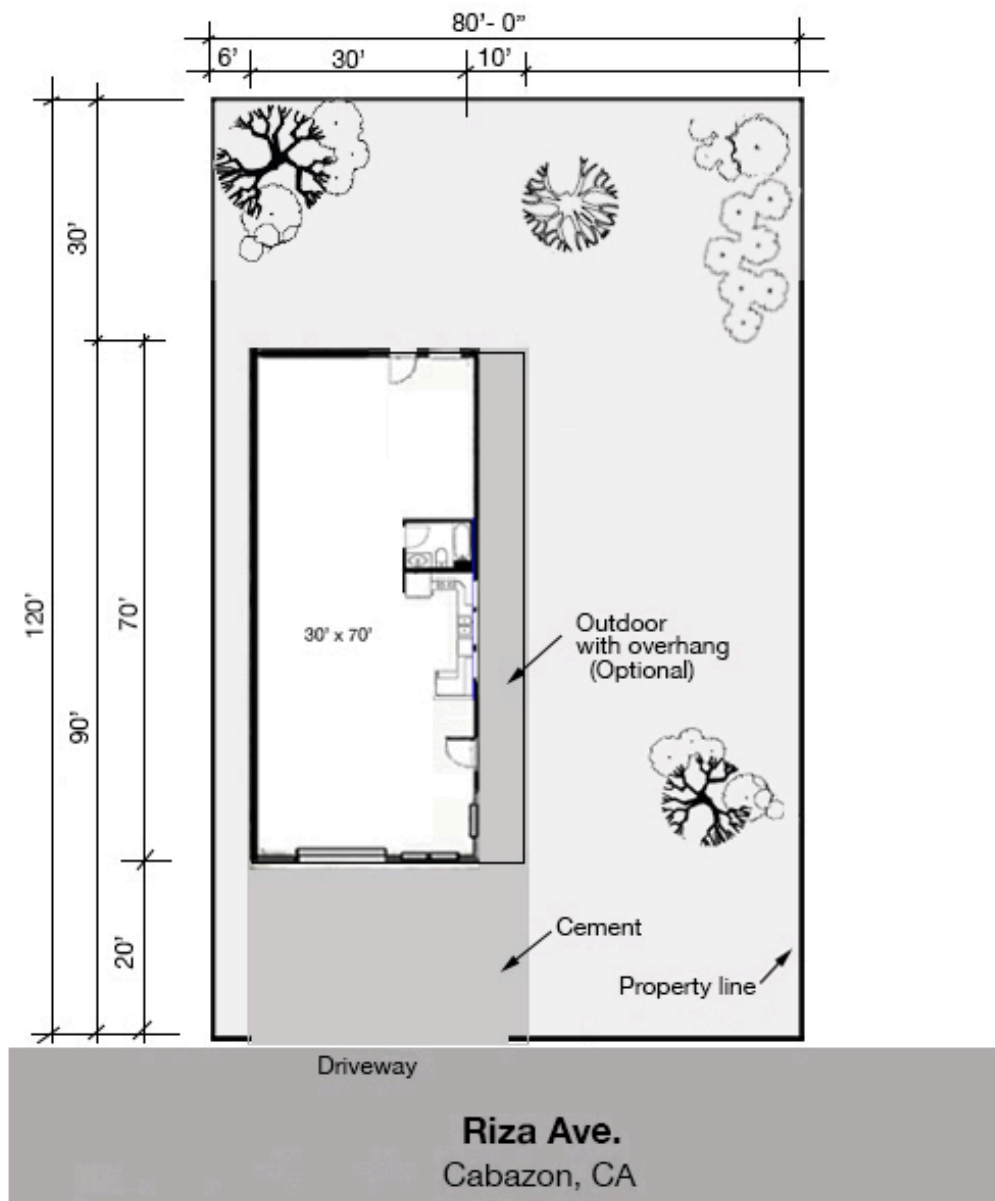 80’- 0”
6’
30’
10’
30’
120’
90’
70’
20’
30’ x 70’
Outdoor
with overhang
(Optional)
Cement
Property line
Driveway
Riza Ave.
Cabazon, CA